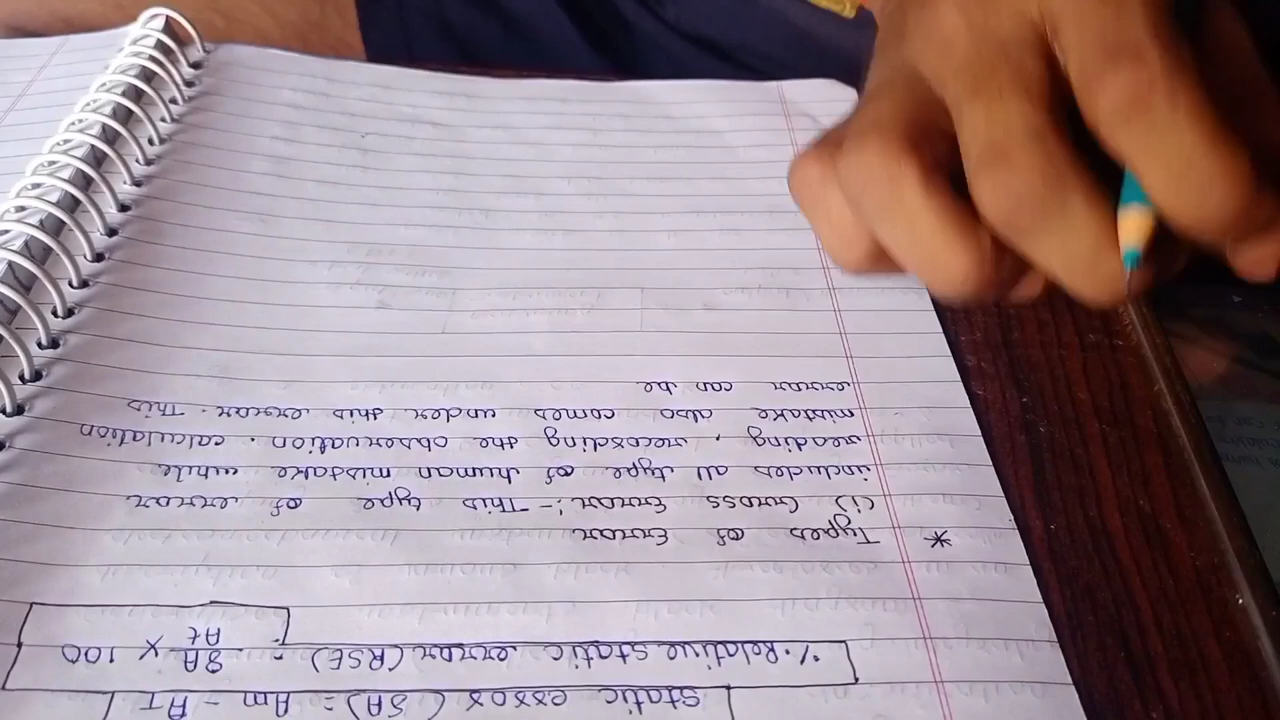 Static error (δA) = Am - AT
% Relative static error (RSE) = δA/At × 100
* Types of Error
(i) Gross Error :- This type of error
includes all type of human mistake while
reading, recording the observation. calculation
mistake also comes under this error. This
error can be